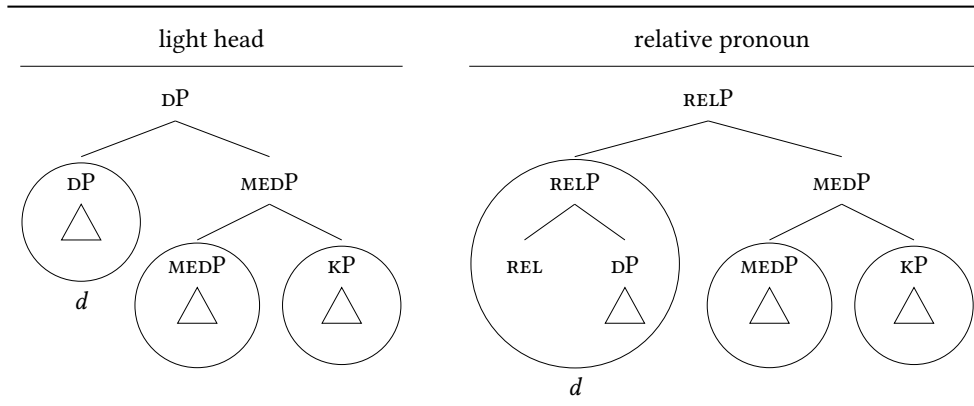 light head relative pronoun
DP RELP
DP MEDP RELP MEDP
MEDP KP REL DP MEDP KP
d
d